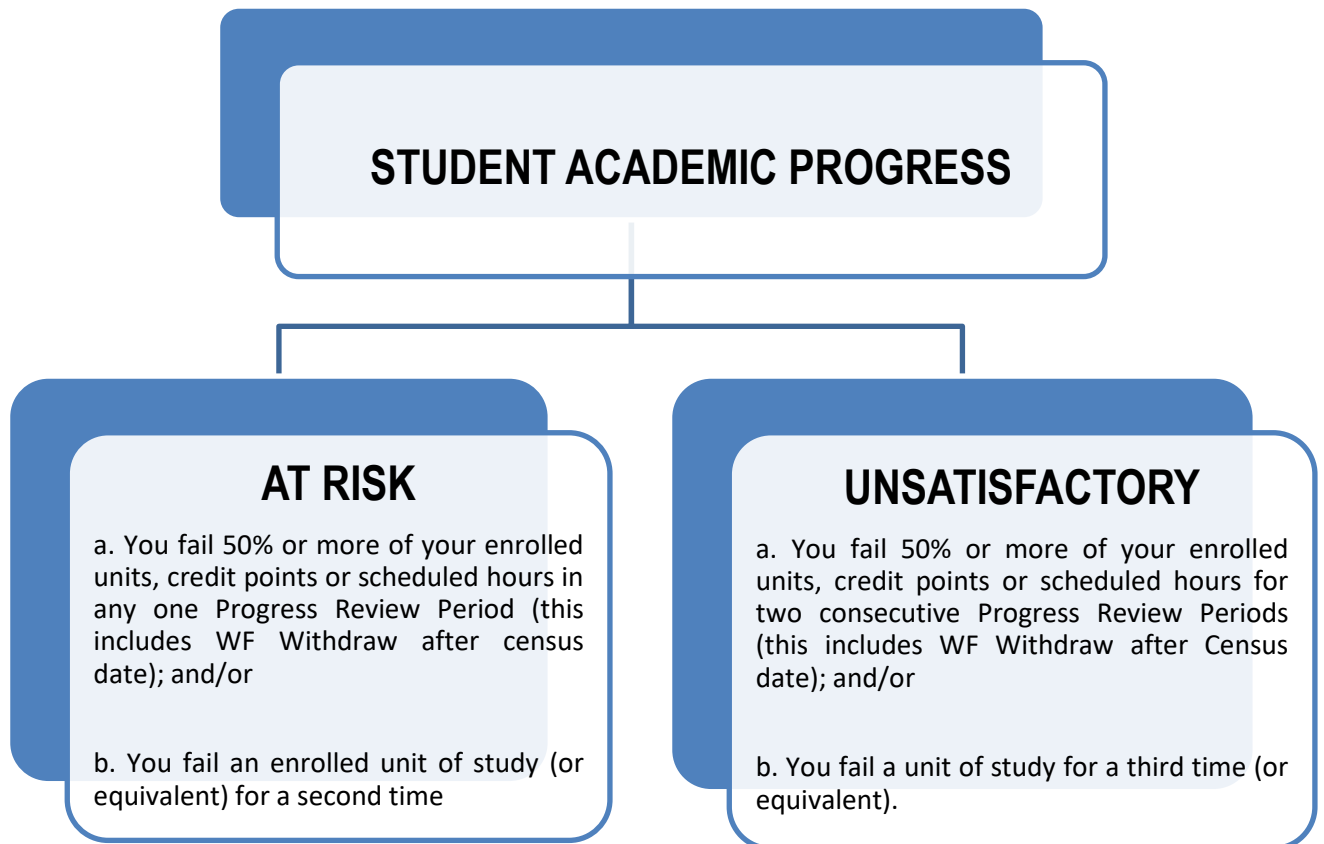 STUDENT ACADEMIC PROGRESS
AT RISK
a. You fail 50% or more of your enrolled
units, credit points or scheduled hours in
any one Progress Review Period (this
includes WF Withdraw after census
date); and/or
b. You fail an enrolled unit of study (or
equivalent) for a second time
UNSATISFACTORY
a. You fail 50% or more of your enrolled
units, credit points or scheduled hours for
two consecutive Progress Review Periods
(this includes WF Withdraw after Census
date); and/or
b. You fail a unit of study for a third time (or
equivalent).